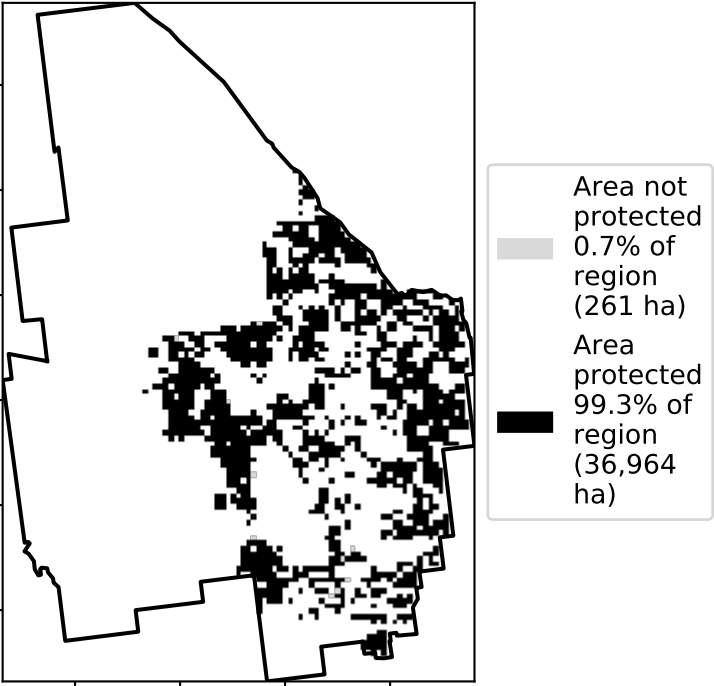 Area not
protected
0.7% of
region
(261 ha)
Area
protected
99.3% of
region
(36,964
ha)